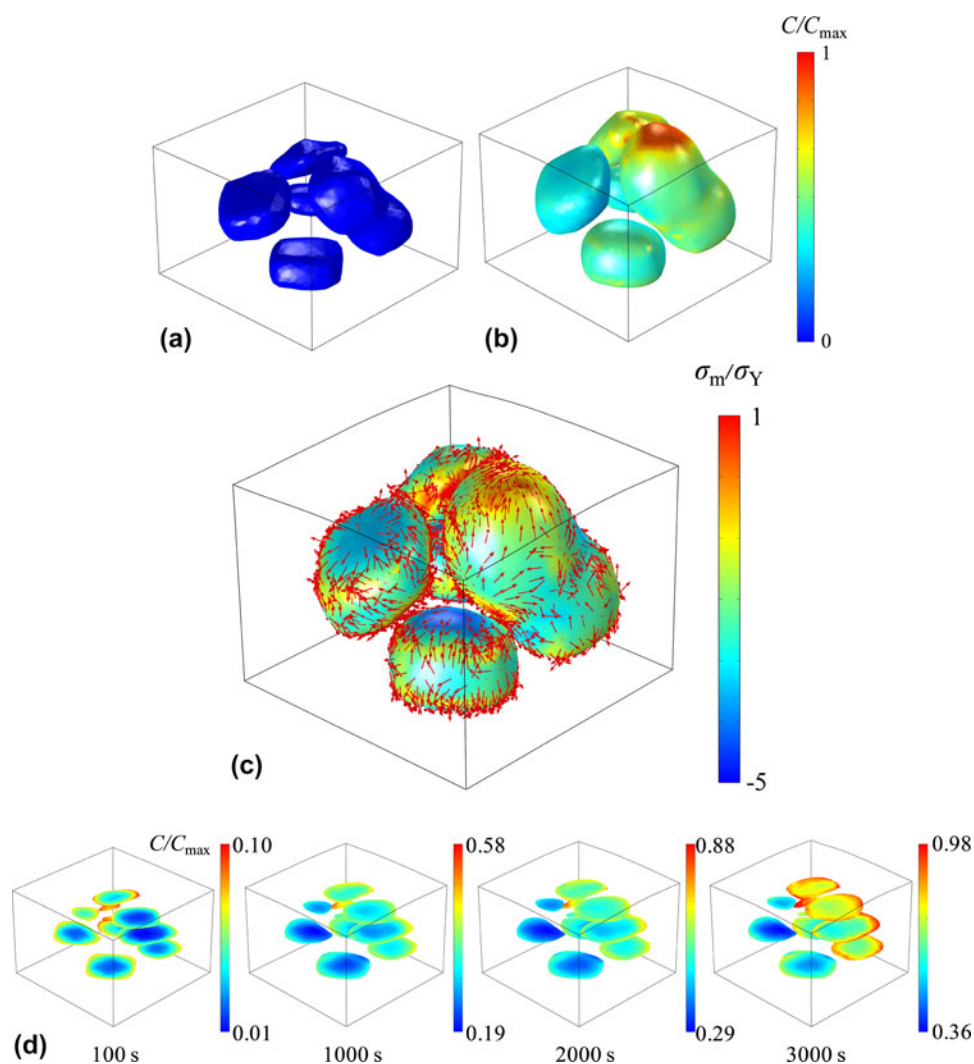 C/Cmax
1
0
(a)
(b)
σm/σY
1
-5
(c)
C/Cmax
0.10
0.58
0.88
0.98
0.01
0.19
0.29
0.36
(d)
100 s
1000 s
2000 s
3000 s